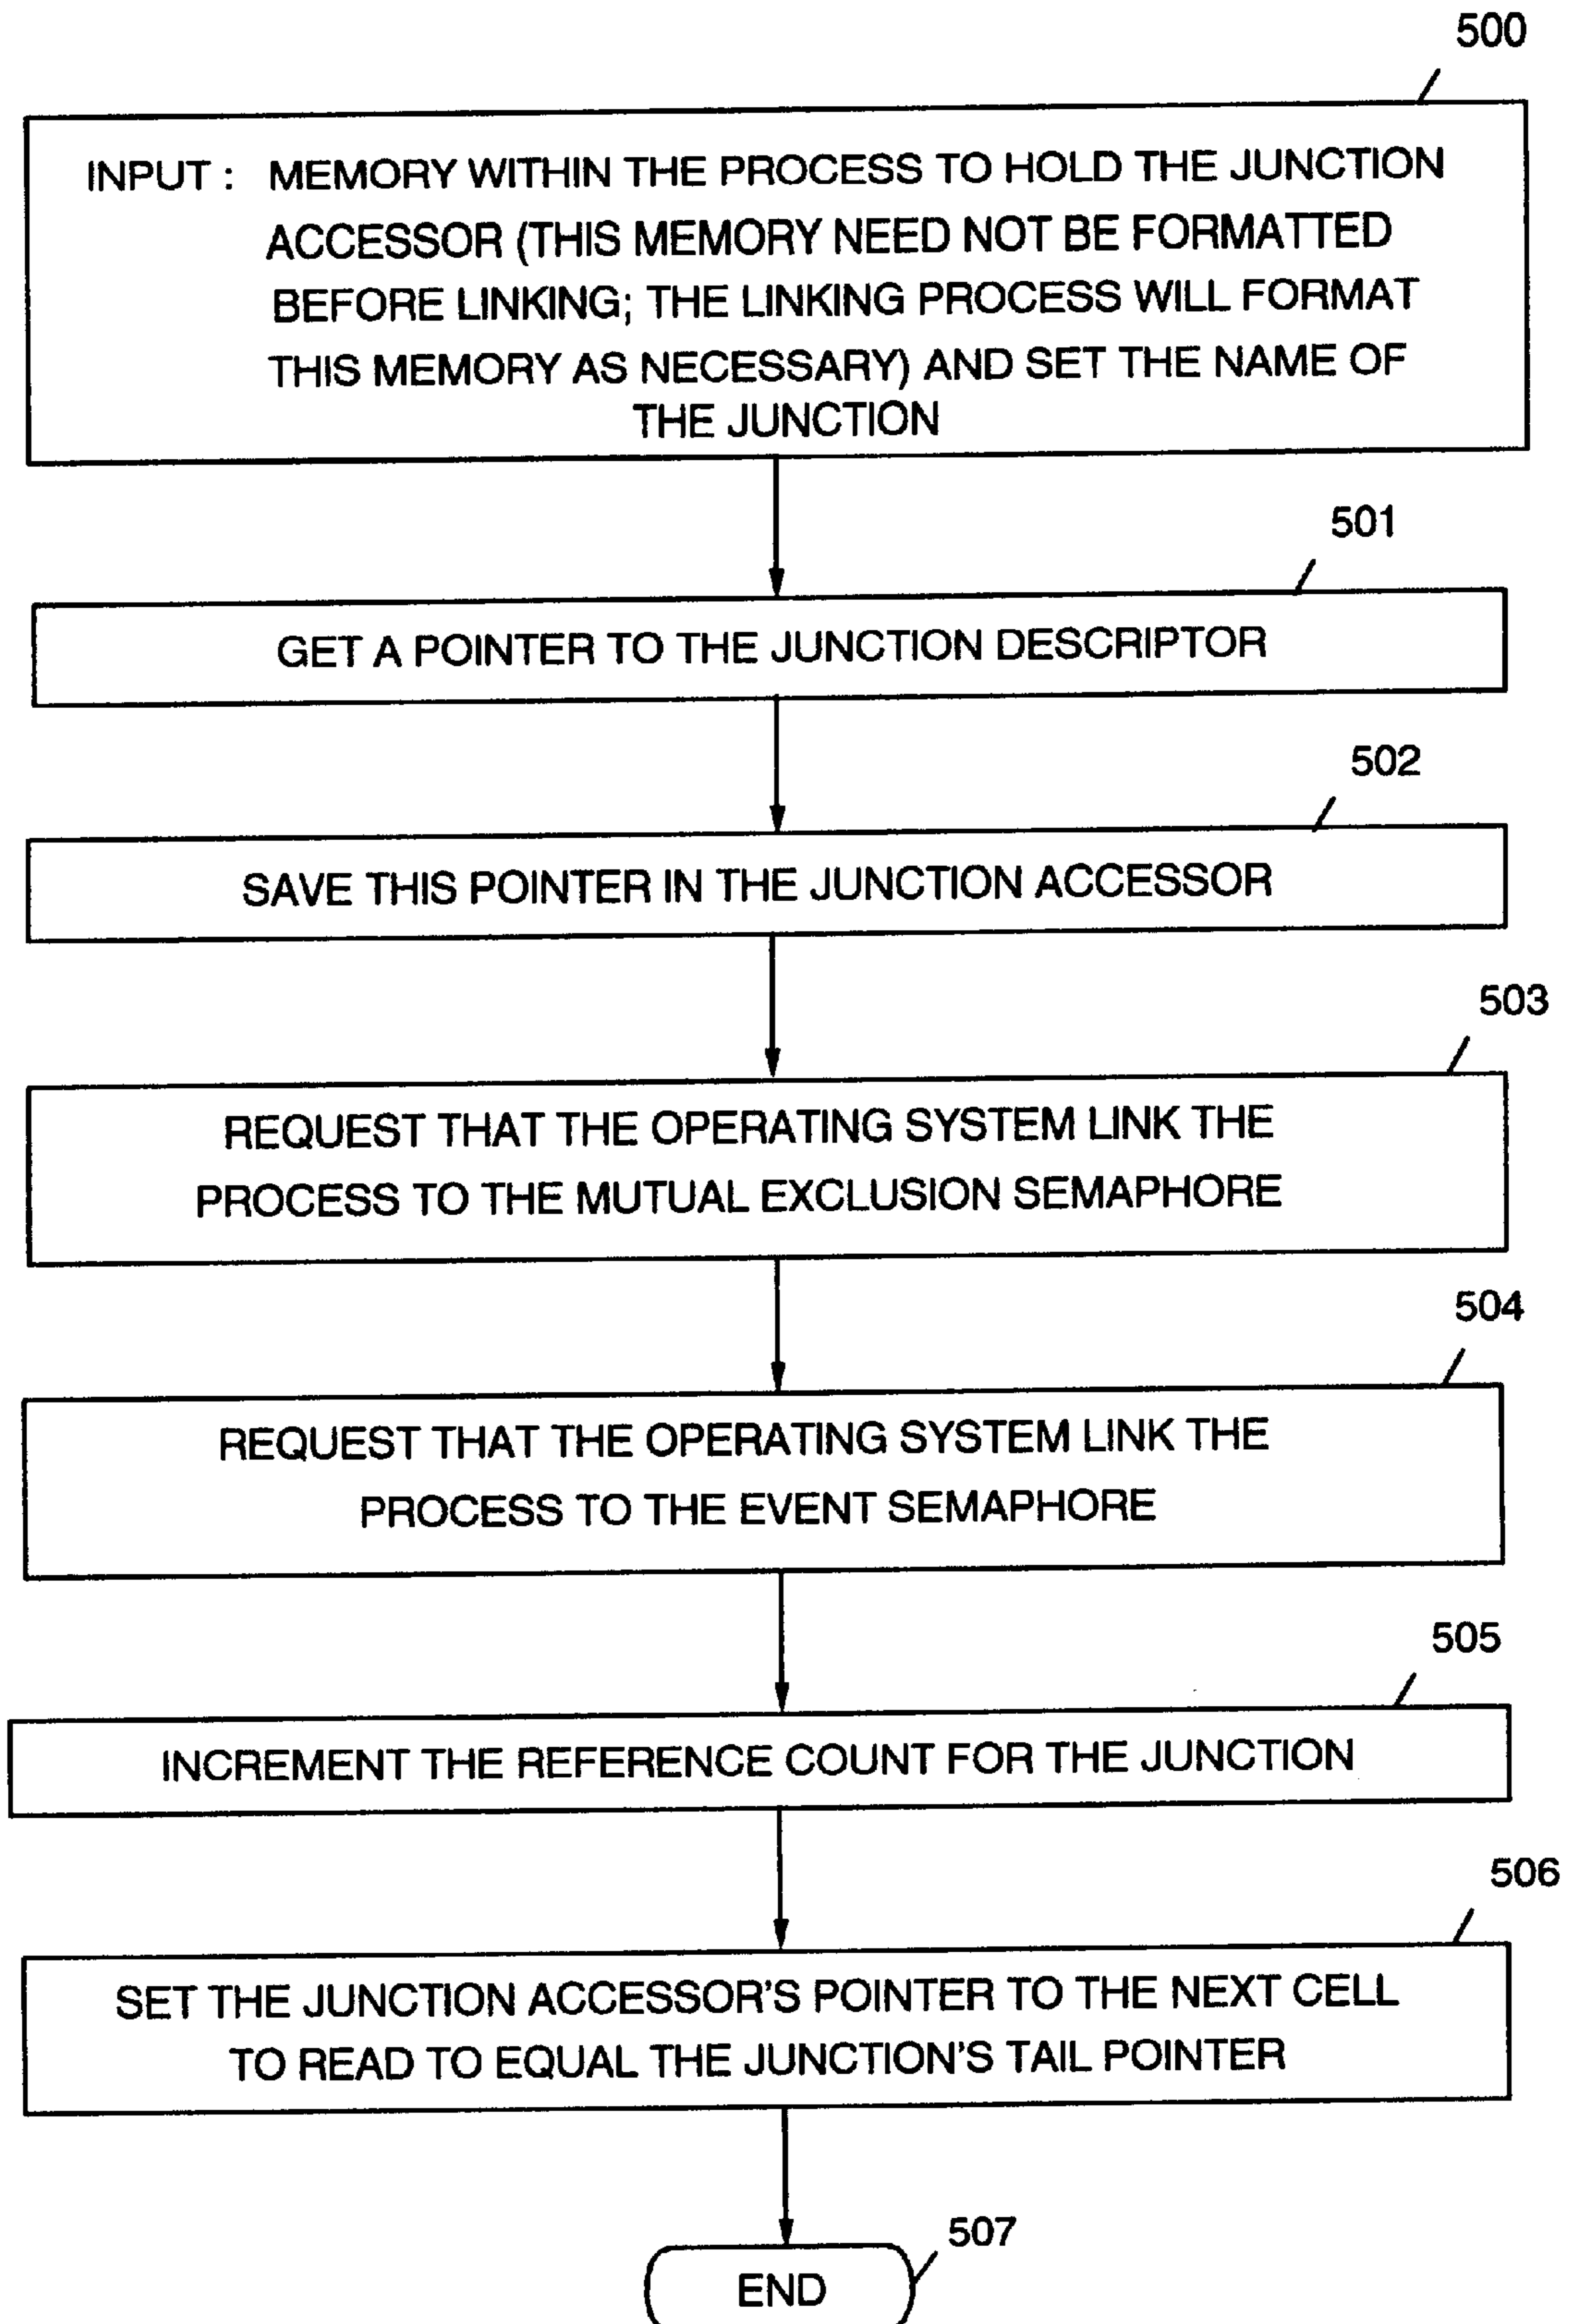 500
INPUT : MEMORY WITHIN THE PROCESS TO HOLD THE JUNCTION
ACCESSOR (THIS MEMORY NEED NOT BE FORMATTED
BEFORE LINKING; THE LINKING PROCESS WILL FORMAT
THIS MEMORY AS NECESSARY) AND SET THE NAME OF
THE JUNCTION
501
GET A POINTER TO THE JUNCTION DESCRIPTOR
502
SAVE THIS POINTER IN THE JUNCTION ACCESSOR
503
REQUEST THAT THE OPERATING SYSTEM LINK THE
PROCESS TO THE MUTUAL EXCLUSION SEMAPHORE
504
REQUEST THAT THE OPERATING SYSTEM LINK THE
PROCESS TO THE EVENT SEMAPHORE
505
INCREMENT THE REFERENCE COUNT FOR THE JUNCTION
506
SET THE JUNCTION ACCESSOR'S POINTER TO THE NEXT CELL
TO READ TO EQUAL THE JUNCTION'S TAIL POINTER
507
END